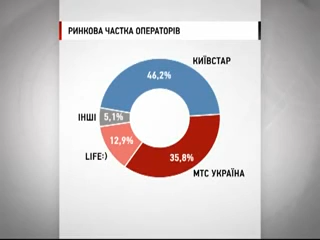 РИНКОВА ЧАСТКА ОПЕРАТОРІВ
КИЇВСТАР
46,2%
ІНШІ
5,1%
12,9%
LIFE:)
35,8%
МТС УКРАЇНА